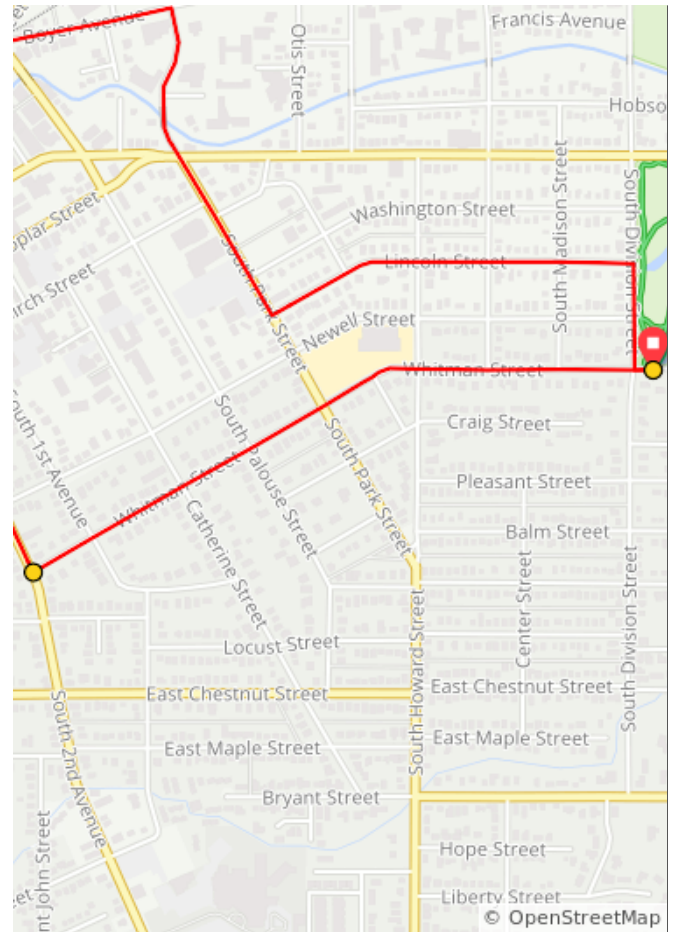 Boyer Avenue
Francis Avenue
Otis Street
Hobso
South Madison Street
South Division Street
Washington Street
plar Street
South Park Street
Lincoln Street
urch Street
Newell Street
Whitman Street
South 1st Avenue
South Palouse Street
Craig Street
South Park Street
Whitman Street
Pleasant Street
Catherine Street
Balm Street
Center Street
South Division Street
South Howard Street
Locust Street
East Chestnut Street
East Chestnut Street
South 2nd Avenue
East Maple Street
East Maple Street
Bryant Street
nt John Street
Hope Street
Liberty Street
© OpenStreetMap